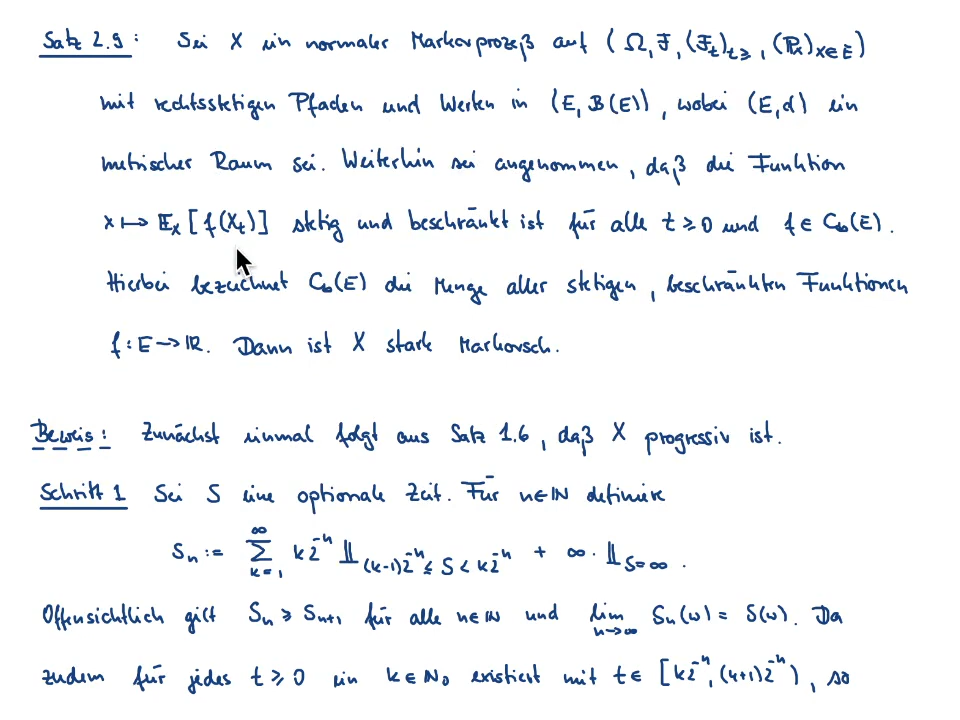 Satz 2.9: Sei X ein normaler Markovprozeß auf (Ω, F, (F_t)_{t≥}, (P_x)_{x∈E})
mit rechtsstetigen Pfaden und Werten in (E, B(E)), wobei (E,d) ein
metrischer Raum sei. Weiterhin sei angenommen, daß die Funktion
x ↦ 𝔼_x[f(X_t)] stetig und beschränkt ist für alle t ≥ 0 und f ∈ C_b(E).
Hierbei bezeichnet C_b(E) die Menge aller stetigen, beschränkten Funktionen
f: E → ℝ. Dann ist X stark Markovsch.
Beweis: Zunächst einmal folgt aus Satz 1.6, daß X progressiv ist.
Schritt 1 Sei S eine optionale Zeit. Für n∈ℕ definiere
S_n := ∑_{k=1}^∞ k2^{-n} 𝟙_{(k-1)2^{-n} ≤ S < k2^{-n}} + ∞·𝟙_{S=∞}.
Offensichtlich gilt S_n ≥ S_{n+1} für alle n∈ℕ und lim_{n→∞} S_n(ω) = S(ω). Da
zudem für jedes t ≥ 0 ein k∈ℕ_0 existiert mit t ∈ [k2^{-n}, (k+1)2^{-n}), so